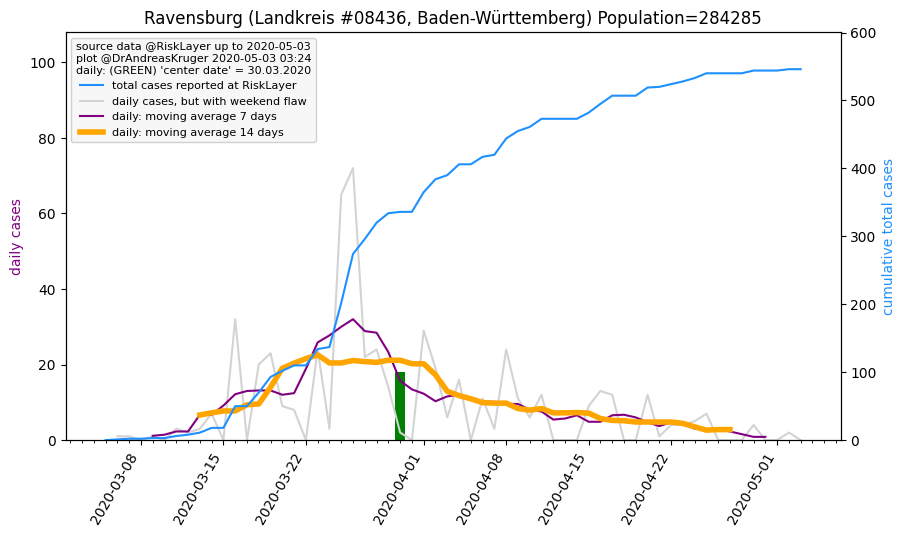 Ravensburg (Landkreis #08436, Baden-Württemberg) Population=284285
source data @RiskLayer up to 2020-05-03
plot @DrAndreasKruger 2020-05-03 03:24
daily: (GREEN) 'center date' = 30.03.2020
total cases reported at RiskLayer
daily cases, but with weekend flaw
daily: moving average 7 days
daily: moving average 14 days
daily cases
100
80
60
40
20
0
600
500
400
300
200
100
0
cumulative total cases
2020-03-08
2020-03-15
2020-03-22
2020-04-01
2020-04-08
2020-04-15
2020-04-22
2020-05-01